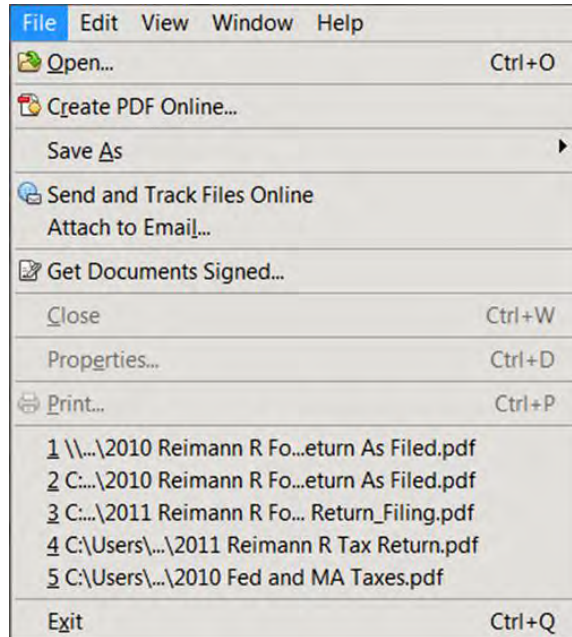 File Edit View Window Help
Open... Ctrl+O
Create PDF Online...
Save As
Send and Track Files Online
Attach to Email...
Get Documents Signed...
Close Ctrl+W
Properties... Ctrl+D
Print... Ctrl+P
1 \\...\2010 Reimann R Fo...eturn As Filed.pdf
2 C:...\2010 Reimann R Fo...eturn As Filed.pdf
3 C:...\2011 Reimann R Fo... Return_Filing.pdf
4 C:\Users\...\2011 Reimann R Tax Return.pdf
5 C:\Users\...\2010 Fed and MA Taxes.pdf
Exit Ctrl+Q